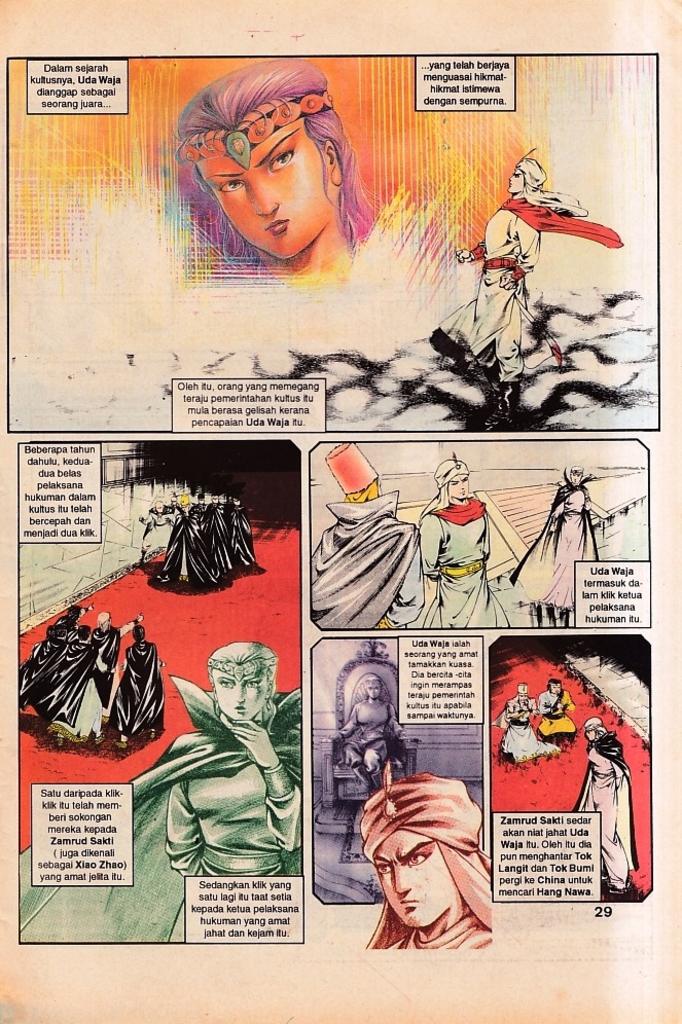 Dalam sejarah
kultusnya, Uda Waja
dianggap sebagai
seorang juara...
...yang telah berjaya
menguasai hikmat-
hikmat istimewa
dengan sempurna.
Oleh itu, orang yang memegang
teraju pemerintahan kultus itu
mula berasa gelisah kerana
pencapaian Uda Waja itu.
Beberapa tahun
dahulu, kedua-
dua belas
pelaksana
hukuman dalam
kultus itu telah
bercepah dan
menjadi dua klik.
Satu daripada klik-
klik itu telah mem-
beri sokongan
mereka kepada
Zamrud Sakti
( juga dikenali
sebagai Xiao Zhao)
yang amat jelita itu.
Sedangkan klik yang
satu lagi itu taat setia
kepada ketua pelaksana
hukuman yang amat
jahat dan kejam itu.
Uda Waja
termasuk da-
lam klik ketua
pelaksana
hukuman itu.
Uda Waja ialah
seorang yang amat
tamakkan kuasa.
Dia bercita -cita
ingin merampas
teraju pemerintah
kultus itu apabila
sampai waktunya.
Zamrud Sakti sedar
akan niat jahat Uda
Waja itu. Oleh itu dia
pun menghantar Tok
Langit dan Tok Bumi
pergi ke China untuk
mencari Hang Nawa.
29